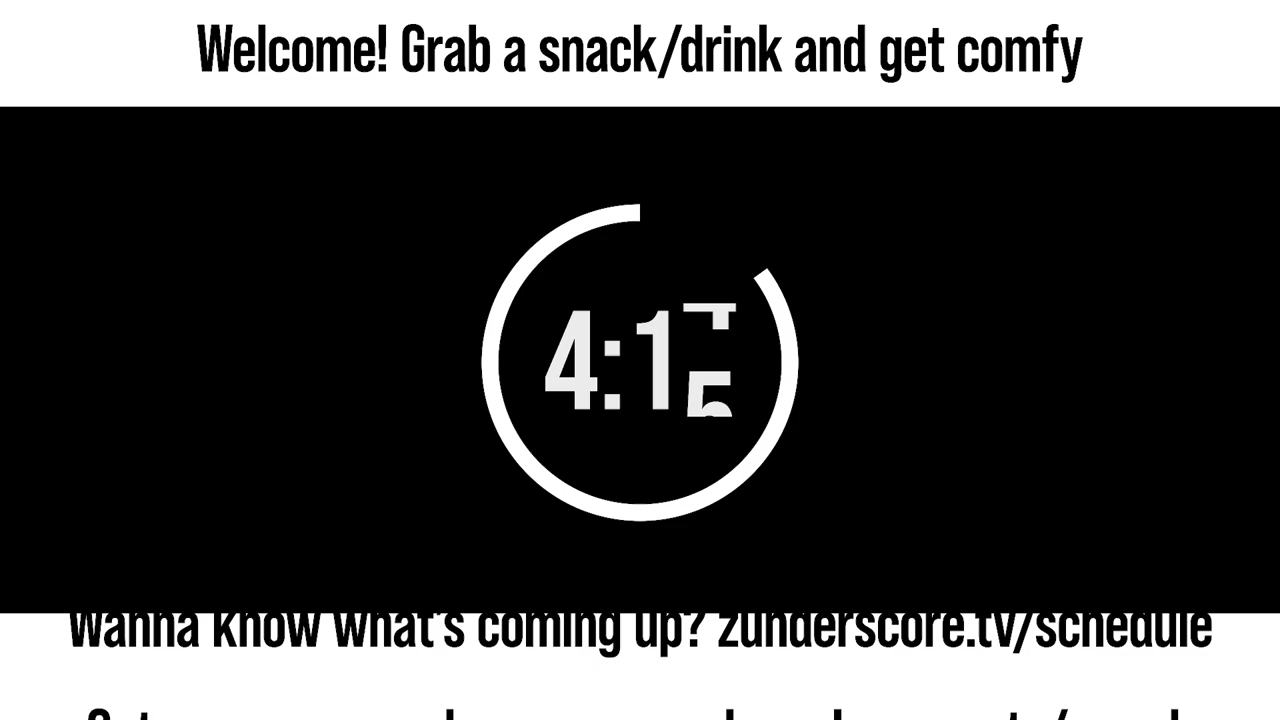 Welcome! Grab a snack/drink and get comfy
4:1
Wanna know what's coming up? zunderscore.tv/schedule